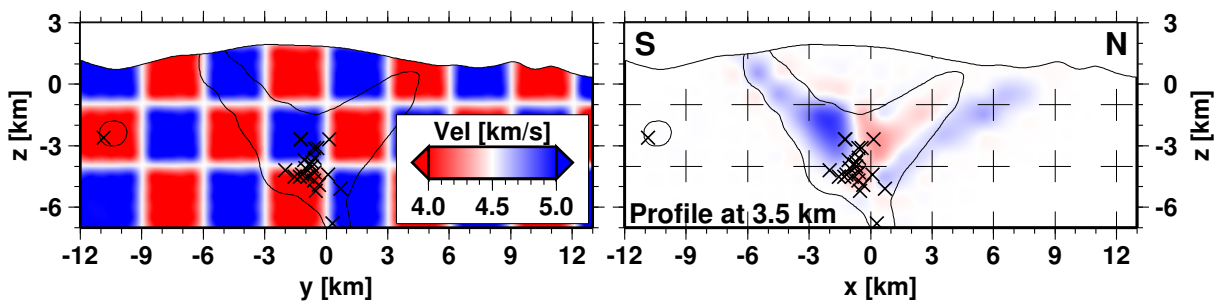 3
0
-3
-6
z [km]
-12 -9 -6 -3 0 3 6 9 12
y [km]
Vel [km/s]
4.0 4.5 5.0
S N
Profile at 3.5 km
-12 -9 -6 -3 0 3 6 9 12
x [km]
3
0
-3
-6
z [km]